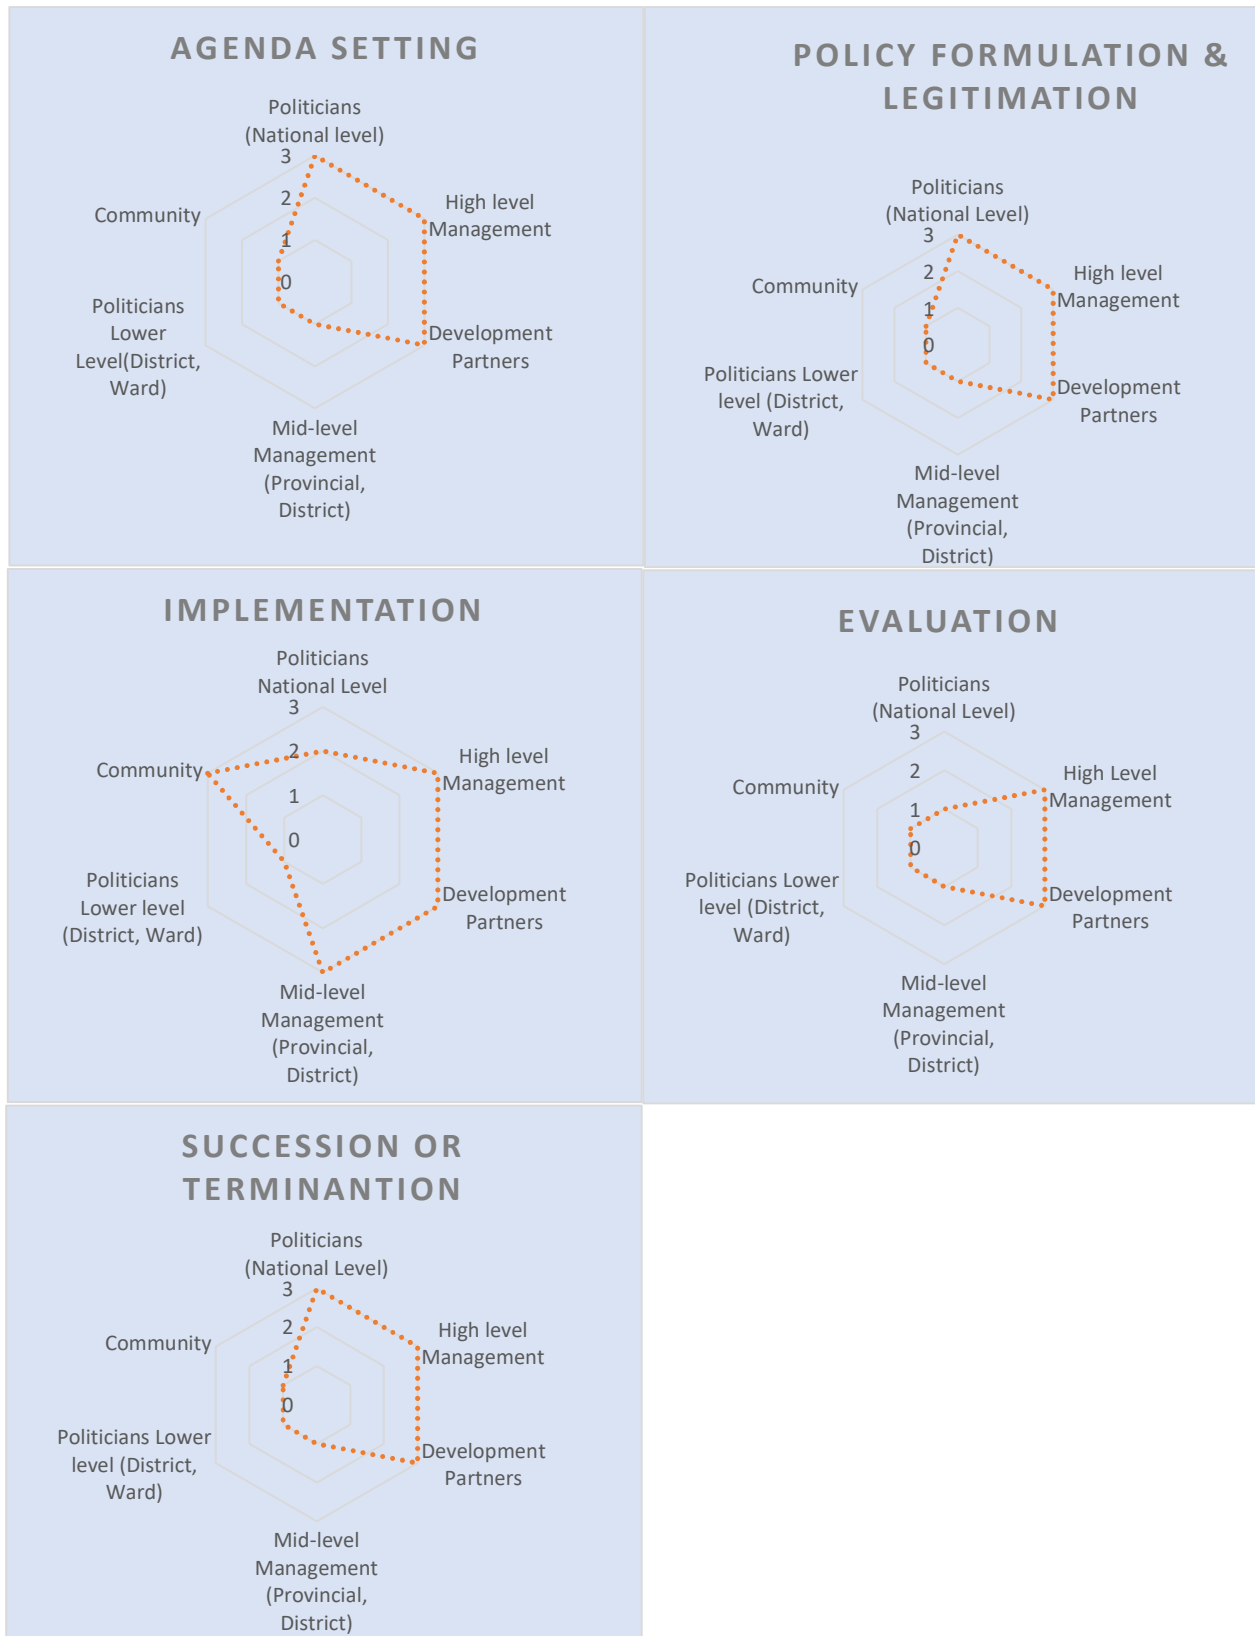 AGENDA SETTING
Politicians
(National level)
3
2
1
0
High level
Management
Development
Partners
Mid-level
Management
(Provincial,
District)
Politicians
Lower
Level(District,
Ward)
Community
POLICY FORMULATION &
LEGITIMATION
Politicians
(National Level)
3
2
1
0
High level
Management
Development
Partners
Mid-level
Management
(Provincial,
District)
Politicians Lower
level (District,
Ward)
Community
IMPLEMENTATION
Politicians
National Level
3
2
1
0
High level
Management
Development
Partners
Mid-level
Management
(Provincial,
District)
Politicians
Lower level
(District, Ward)
Community
EVALUATION
Politicians
(National Level)
3
2
1
0
High Level
Management
Development
Partners
Mid-level
Management
(Provincial,
District)
Politicians Lower
level (District,
Ward)
Community
SUCCESSION OR
TERMINANTION
Politicians
(National Level)
3
2
1
0
High level
Management
Development
Partners
Mid-level
Management
(Provincial,
District)
Politicians Lower
level (District,
Ward)
Community